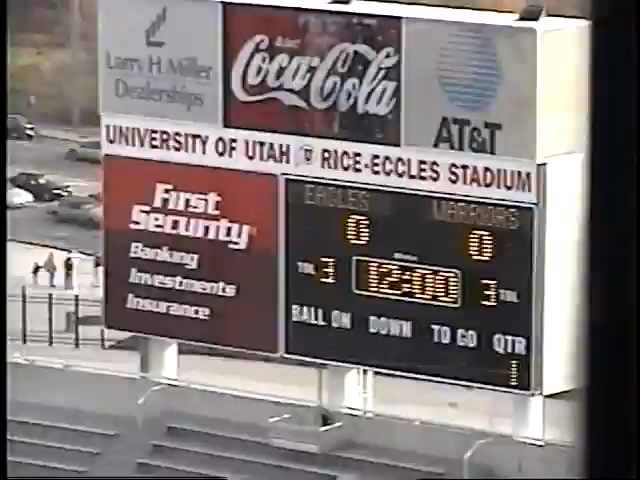 Larry H. Miller
Dealerships
Coca-Cola
AT&T
UNIVERSITY OF UTAH RICE-ECCLES STADIUM
First
Security
Banking
Investments
Insurance
EAGLES WARRIORS
0 0
TOL 3 12:00 3 TOL
BALL ON DOWN TO GO QTR
1